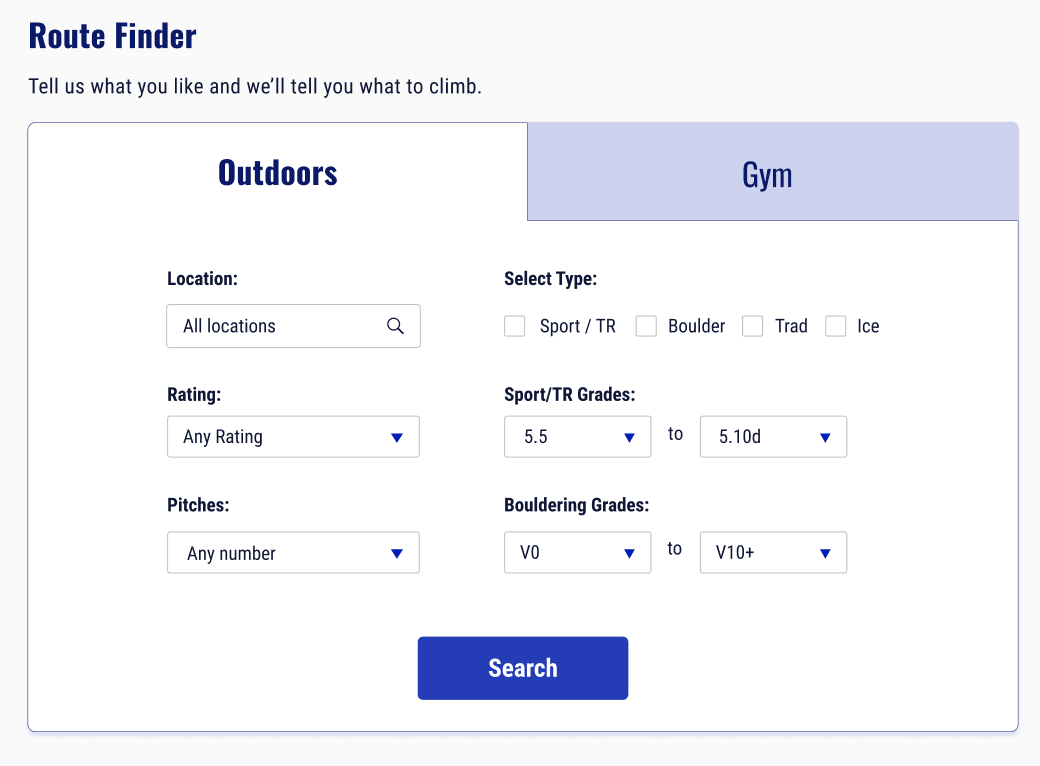 Route Finder
Tell us what you like and we’ll tell you what to climb.
Outdoors
Gym
Location:
All locations
Select Type:
Sport / TR
Boulder
Trad
Ice
Rating:
Any Rating
Sport/TR Grades:
5.5
to
5.10d
Pitches:
Any number
Bouldering Grades:
V0
to
V10+
Search